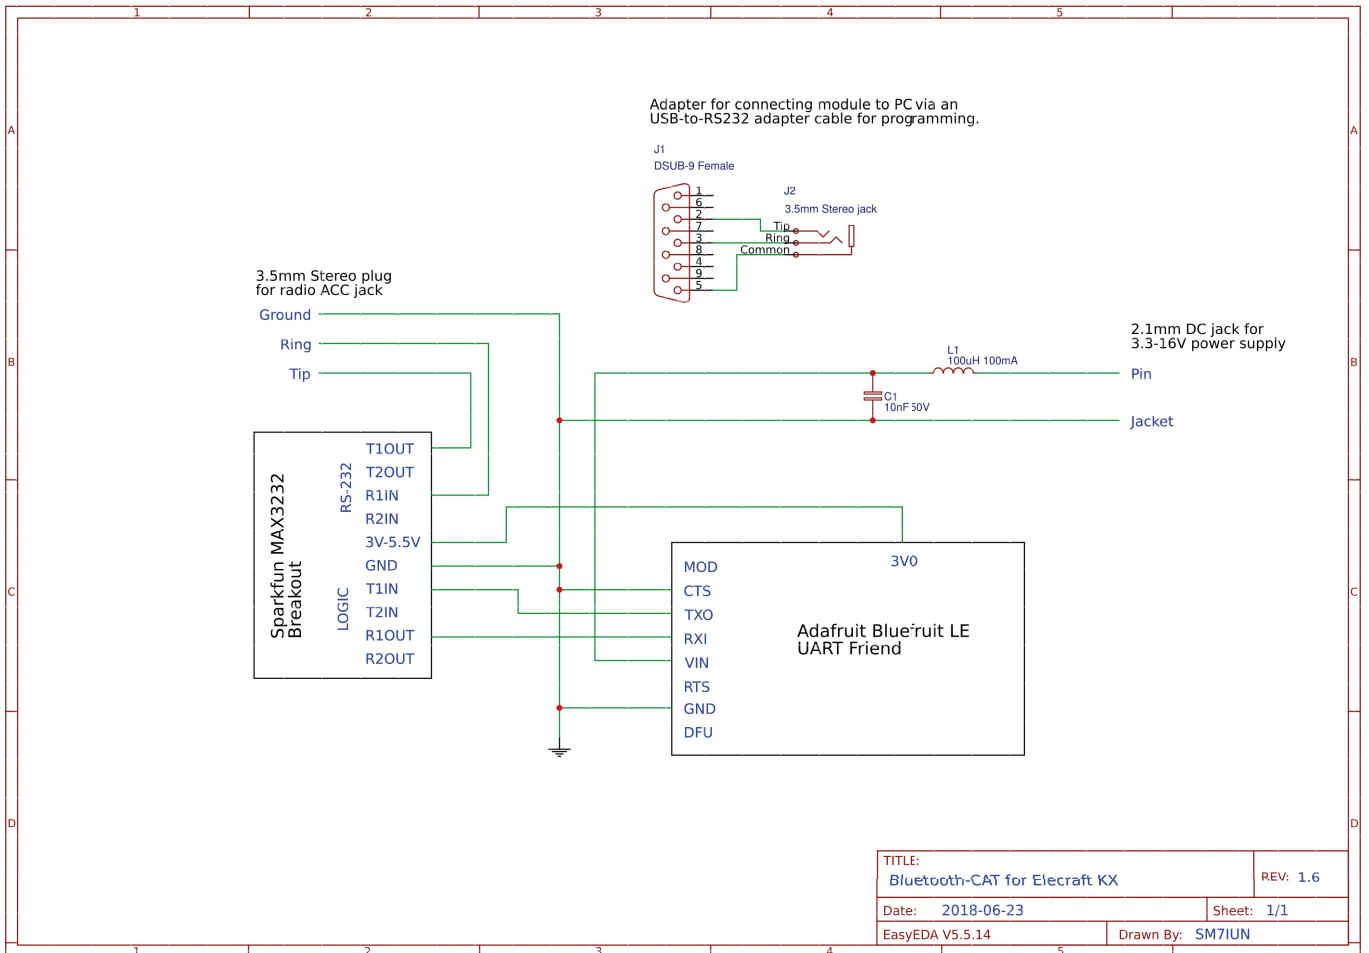 1 2 3 4 5
A A
Adapter for connecting module to PC via an
USB-to-RS232 adapter cable for programming.
J1
DSUB-9 Female
1
6
2
7
3
8
4
9
5
J2
3.5mm Stereo jack
Tip
Ring
Common
3.5mm Stereo plug
for radio ACC jack
Ground
Ring
Tip
B B
2.1mm DC jack for
3.3-16V power supply
L1
100uH 100mA
Pin
C1
10nF 50V
Jacket
Sparkfun MAX3232
Breakout
RS-232
LOGIC
T1OUT
T2OUT
R1IN
R2IN
3V-5.5V
GND
T1IN
T2IN
R1OUT
R2OUT
C C
3V0
MOD
CTS
TXO
RXI
VIN
RTS
GND
DFU
Adafruit Bluefruit LE
UART Friend
D D
TITLE:
Bluetooth-CAT for Elecraft KX
REV: 1.6
Date: 2018-06-23
Sheet: 1/1
EasyEDA V5.5.14
Drawn By: SM7IUN
1 2 3 4 5